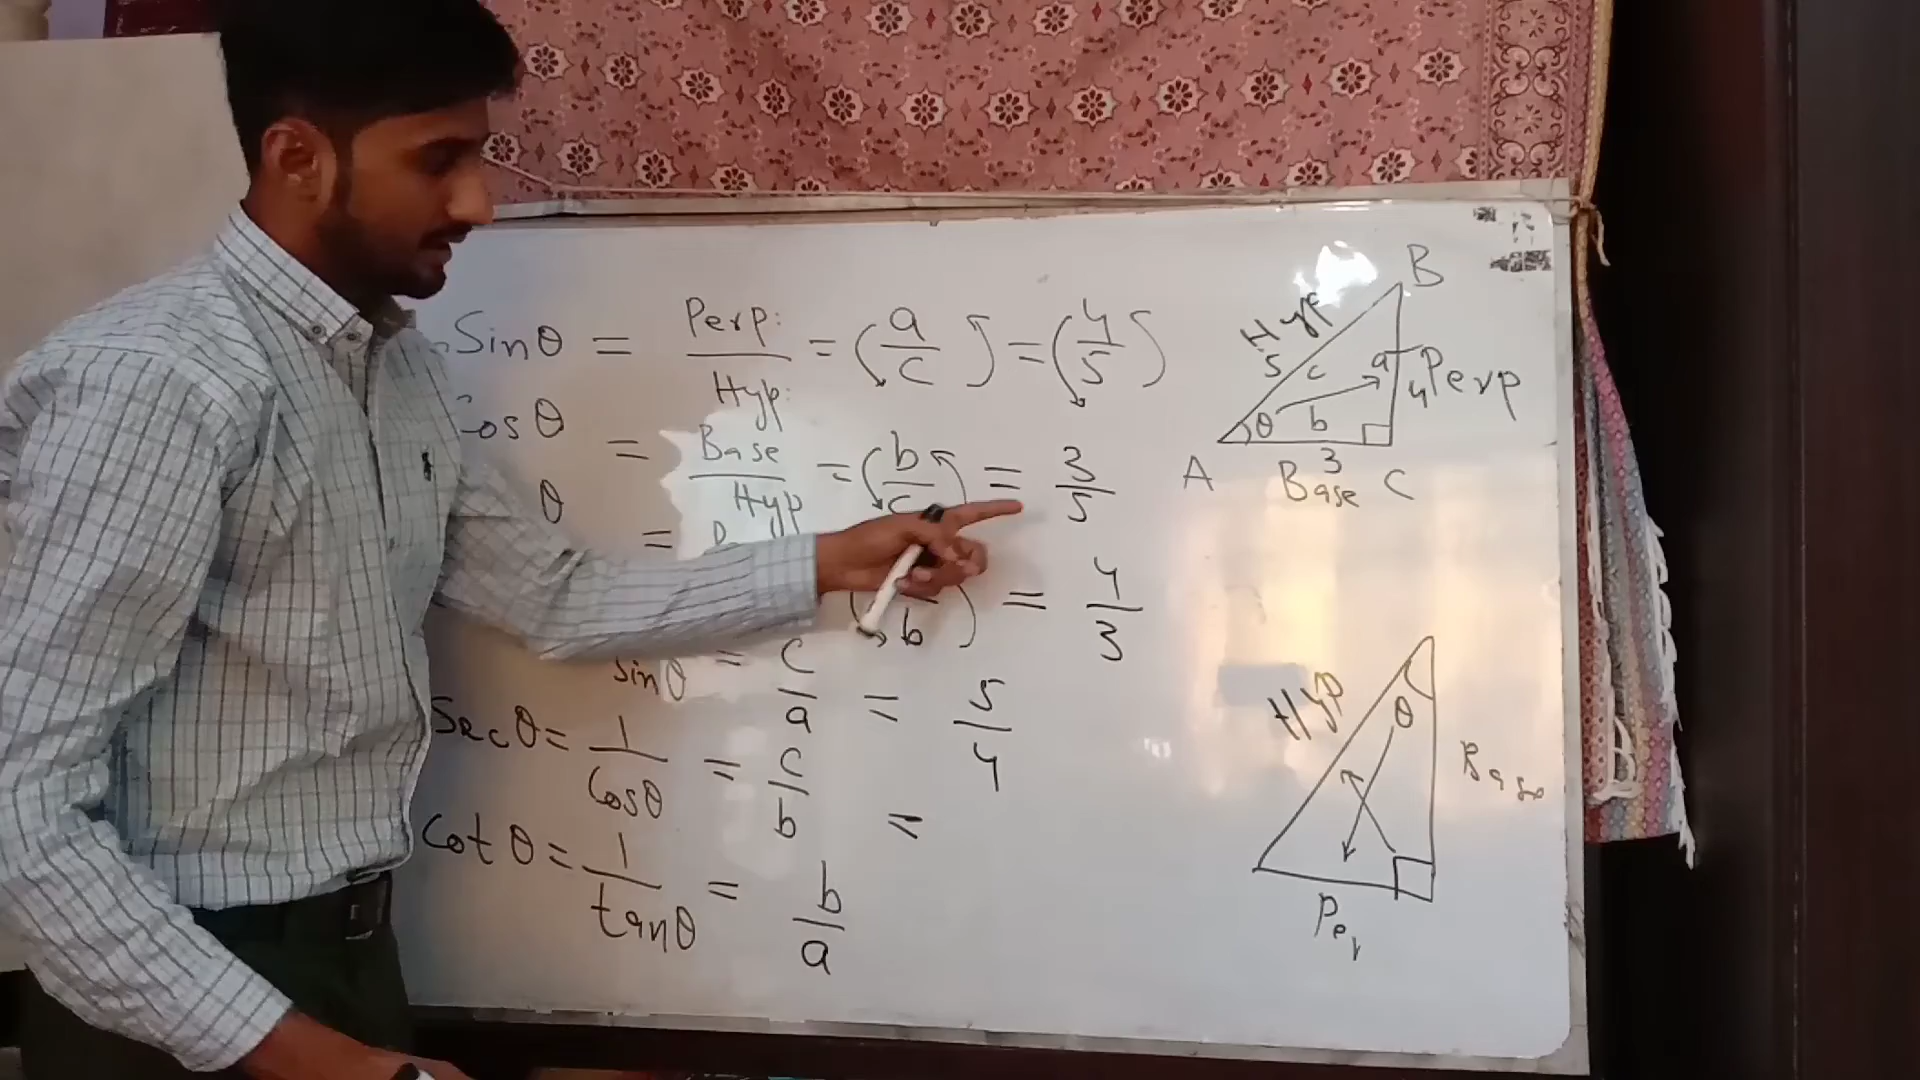 Sinθ = Perp: / Hyp: = (a/c) = (4/5)
Cosθ = Base / Hyp = (b/c) = 3/5
θ =
b) = 4/3
sinθ = c/a = 5/4
Secθ = 1/Cosθ = c/b =
Cotθ = 1/tanθ = b/a
B
Hyp
5 c a
4 Perp
θ b
A 3 C
Base
Hyp θ
Base
Per